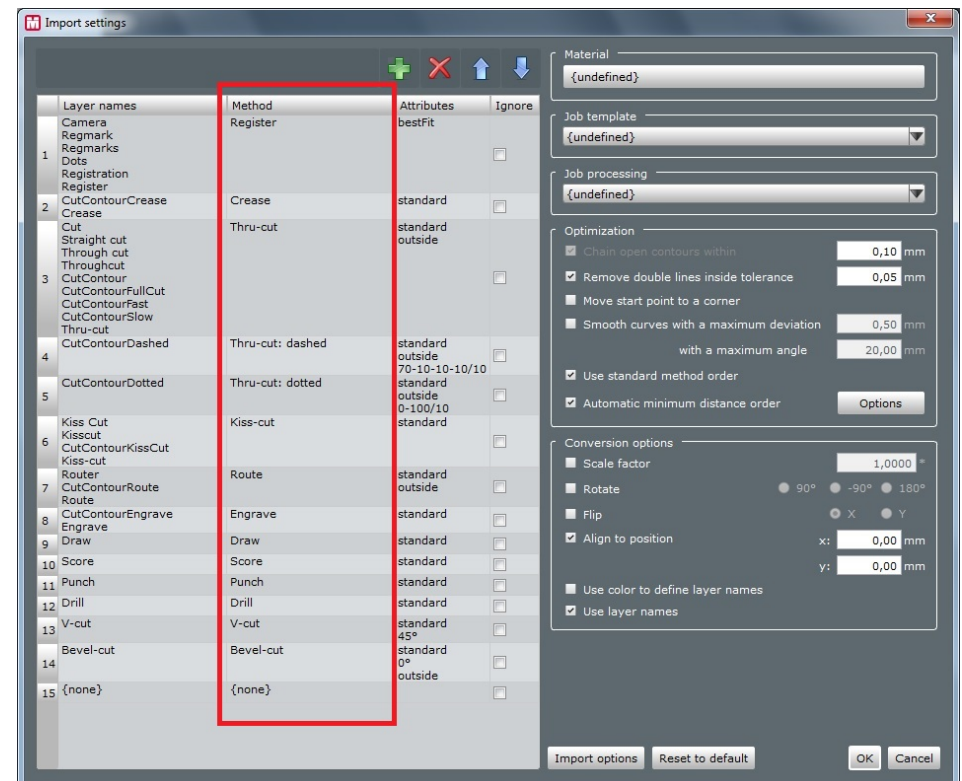 Import settings
Layer names Method Attributes Ignore
1 Camera Register bestFit
Regmark
Regmarks
Dots
Registration
Register
2 CutContourCrease Crease standard
Crease
3 Cut Thru-cut standard
Straight cut outside
Through cut
Throughcut
CutContour
CutContourFullCut
CutContourFast
CutContourSlow
Thru-cut
4 CutContourDashed Thru-cut: dashed standard
outside
70-10-10-10/10
5 CutContourDotted Thru-cut: dotted standard
outside
0-100/10
6 Kiss Cut Kiss-cut standard
Kisscut
CutContourKissCut
Kiss-cut
7 Router Route standard
CutContourRoute outside
Route
8 CutContourEngrave Engrave standard
Engrave
9 Draw Draw standard
10 Score Score standard
11 Punch Punch standard
12 Drill Drill standard
13 V-cut V-cut standard
45°
14 Bevel-cut Bevel-cut standard
0°
outside
15 {none} {none}
Material
{undefined}
Job template
{undefined}
Job processing
{undefined}
Optimization
Chain open contours within 0,10 mm
Remove double lines inside tolerance 0,05 mm
Move start point to a corner
Smooth curves with a maximum deviation 0,50 mm
with a maximum angle 20,00 mm
Use standard method order
Automatic minimum distance order Options
Conversion options
Scale factor 1,0000
Rotate 90° -90° 180°
Flip X Y
Align to position x: 0,00 mm
y: 0,00 mm
Use color to define layer names
Use layer names
Import options Reset to default OK Cancel